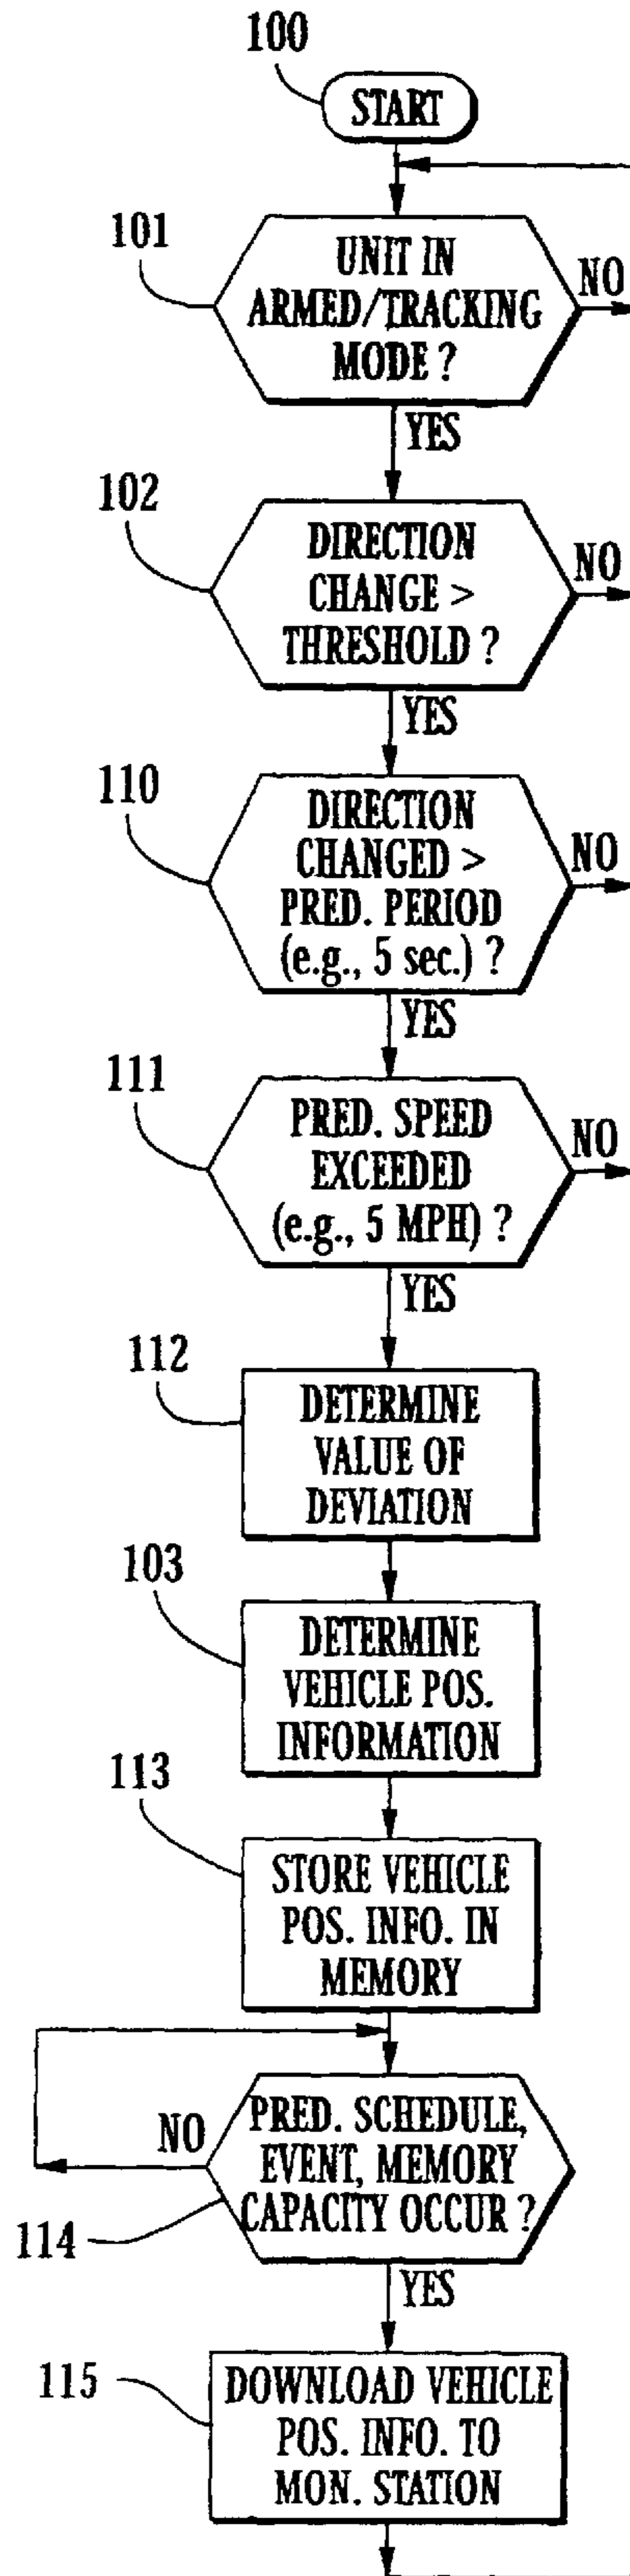 100
START
101
UNIT IN
ARMED/TRACKING
MODE ?
NO
YES
102
DIRECTION
CHANGE >
THRESHOLD ?
NO
YES
110
DIRECTION
CHANGED >
PRED. PERIOD
(e.g., 5 sec.) ?
NO
YES
111
PRED. SPEED
EXCEEDED
(e.g., 5 MPH) ?
NO
YES
112
DETERMINE
VALUE OF
DEVIATION
103
DETERMINE
VEHICLE POS.
INFORMATION
113
STORE VEHICLE
POS. INFO. IN
MEMORY
NO
PRED. SCHEDULE,
EVENT, MEMORY
CAPACITY OCCUR ?
114
YES
115
DOWNLOAD VEHICLE
POS. INFO. TO
MON. STATION